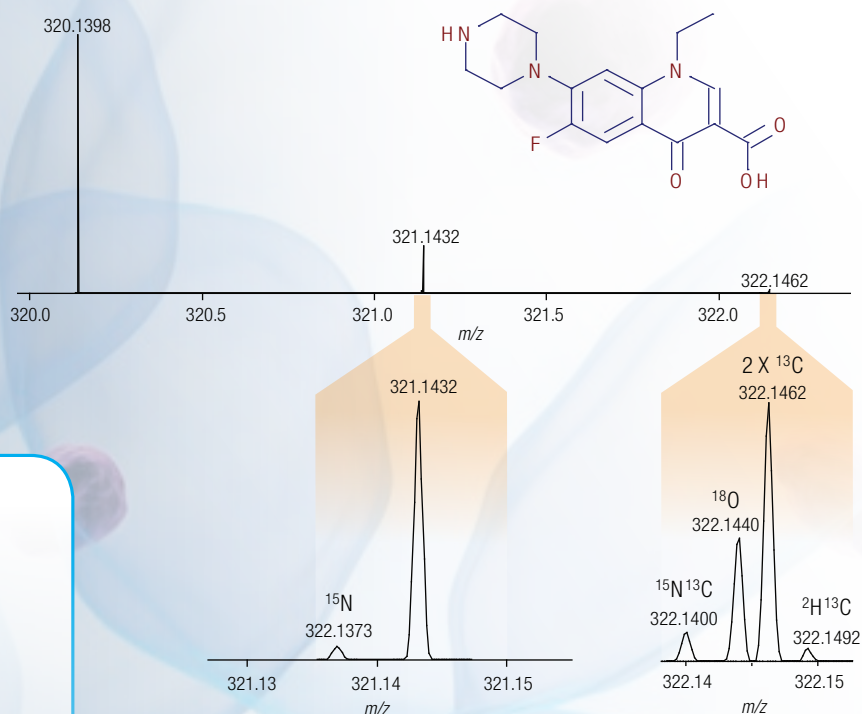 320.1398
HN
N
N
F
O
O
OH
321.1432
322.1462
320.0 320.5 321.0 321.5 322.0
m/z
321.1432
15N
322.1373
321.13 321.14 321.15
m/z
2 X 13C
322.1462
18O
322.1440
15N13C
322.1400
2H13C
322.1492
322.14 322.15
m/z